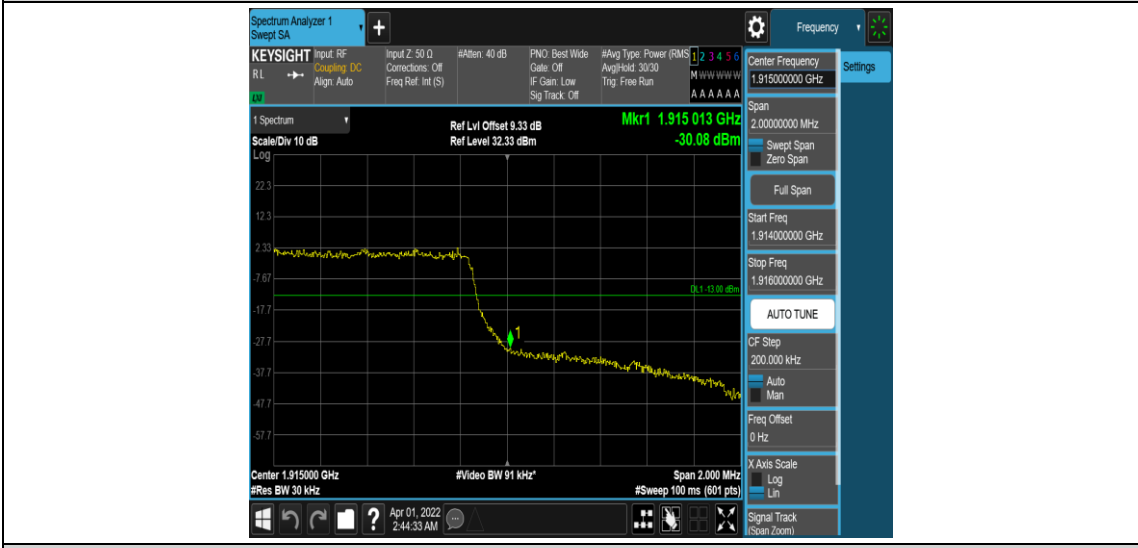 Spectrum Analyzer 1
Swept SA
+
Frequency
KEYSIGHT
RL
LXI
Input: RF
Coupling: DC
Align: Auto
Input Z: 50 Ω
Corrections: Off
Freq Ref: Int (S)
#Atten: 40 dB
PNO: Best Wide
Gate: Off
IF Gain: Low
Sig Track: Off
#Avg Type: Power (RMS
Avg|Hold: 30/30
Trig: Free Run
1 2 3 4 5 6
M W W W W W
A A A A A A
1 Spectrum
Scale/Div 10 dB
Log
Ref Lvl Offset 9.33 dB
Ref Level 32.33 dBm
Mkr1 1.915 013 GHz
-30.08 dBm
22.3
12.3
2.33
-7.67
-17.7
-27.7
-37.7
-47.7
-57.7
DL1 -13.00 dBm
1
Center 1.915000 GHz
#Res BW 30 kHz
#Video BW 91 kHz*
Span 2.000 MHz
#Sweep 100 ms (601 pts)
?
Apr 01, 2022
2:44:33 AM
Center Frequency
1.915000000 GHz
Settings
Span
2.00000000 MHz
Swept Span
Zero Span
Full Span
Start Freq
1.914000000 GHz
Stop Freq
1.916000000 GHz
AUTO TUNE
CF Step
200.000 kHz
Auto
Man
Freq Offset
0 Hz
X Axis Scale
Log
Lin
Signal Track
(Span Zoom)